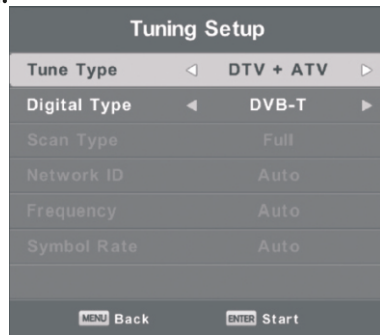 Tuning Setup
Tune Type DTV + ATV
Digital Type DVB-T
Scan Type Full
Network ID Auto
Frequency Auto
Symbol Rate Auto
MENU Back ENTER Start